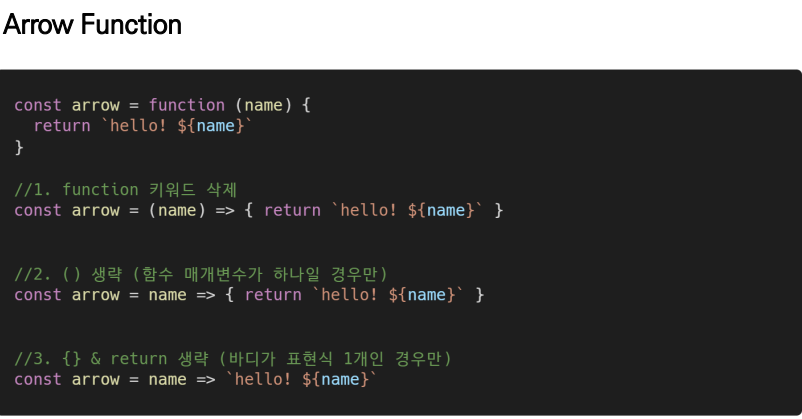 Arrow Function
const arrow = function (name) {
  return `hello! ${name}`
}
//1. function 키워드 삭제
const arrow = (name) => { return `hello! ${name}` }
//2. () 생략 (함수 매개변수가 하나일 경우만)
const arrow = name => { return `hello! ${name}` }
//3. {} & return 생략 (바디가 표현식 1개인 경우만)
const arrow = name => `hello! ${name}`